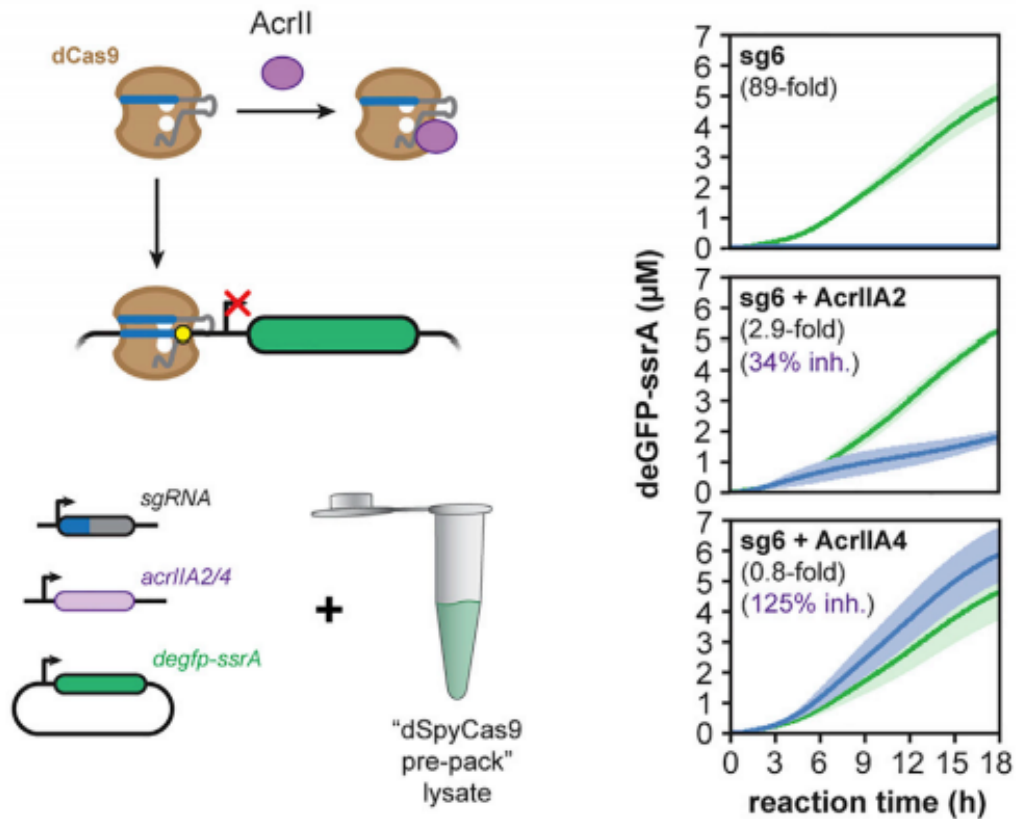 AcrII
dCas9
sgRNA
acrIIA2/4
+
degfp-ssrA
"dSpyCas9
pre-pack"
lysate
deGFP-ssrA (µM)
sg6
(89-fold)
7
6
5
4
3
2
1
0
sg6 + AcrIIA2
(2.9-fold)
(34% inh.)
7
6
5
4
3
2
1
0
sg6 + AcrIIA4
(0.8-fold)
(125% inh.)
7
6
5
4
3
2
1
0
0 3 6 9 12 15 18
reaction time (h)